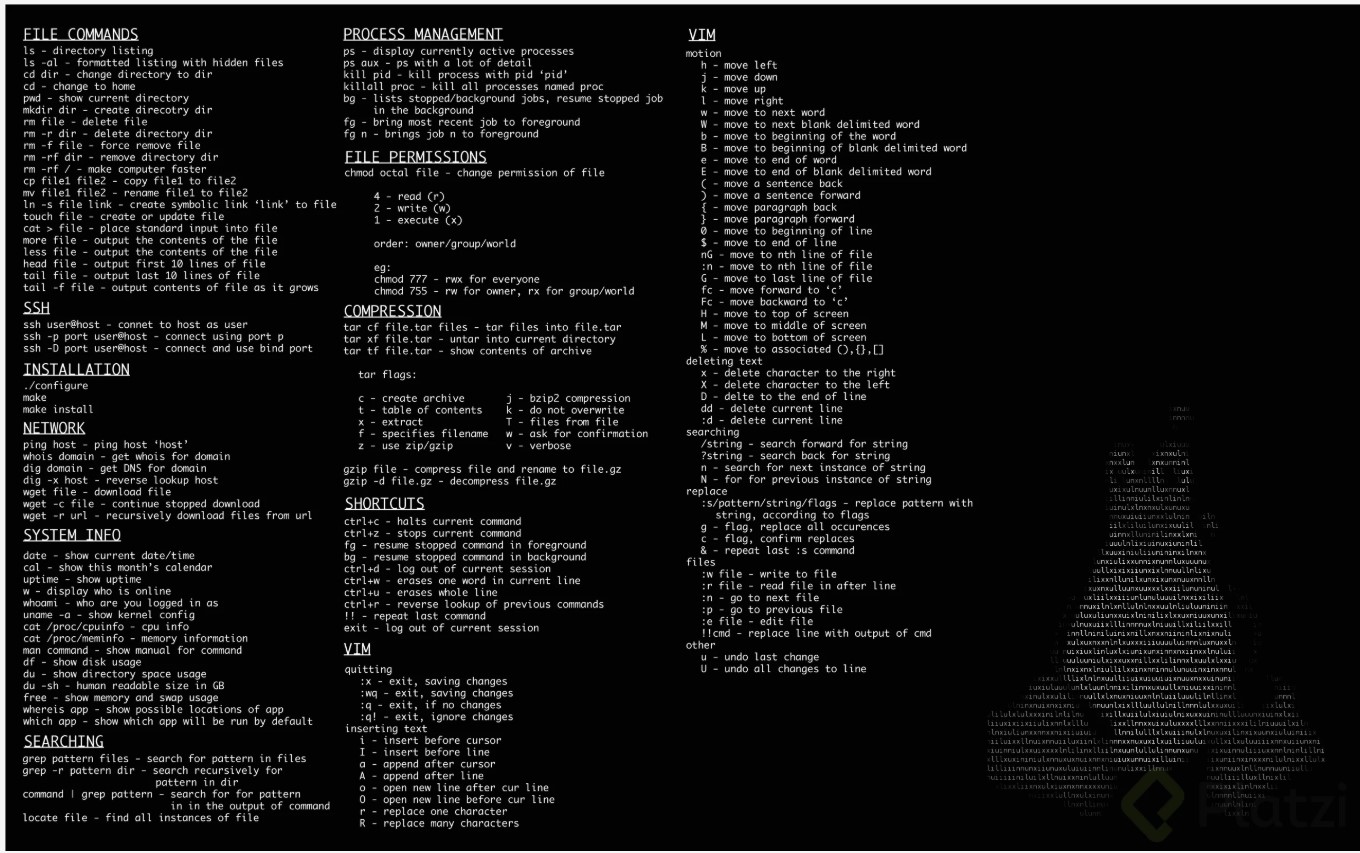 FILE COMMANDS
ls - directory listing
ls -al - formatted listing with hidden files
cd dir - change directory to dir
cd - change to home
pwd - show current directory
mkdir dir - create direcotry dir
rm file - delete file
rm -r dir - delete directory dir
rm -f file - force remove file
rm -rf dir - remove directory dir
rm -rf / - make computer faster
cp file1 file2 - copy file1 to file2
mv file1 file2 - rename file1 to file2
ln -s file link - create symbolic link ‘link’ to file
touch file - create or update file
cat > file - place standard input into file
more file - output the contents of the file
less file - output the contents of the file
head file - output first 10 lines of file
tail file - output last 10 lines of file
tail -f file - output contents of file as it grows
SSH
ssh user@host - connet to host as user
ssh -p port user@host - connect using port p
ssh -D port user@host - connect and use bind port
INSTALLATION
./configure
make
make install
NETWORK
ping host - ping host ‘host’
whois domain - get whois for domain
dig domain - get DNS for domain
dig -x host - reverse lookup host
wget file - download file
wget -c file - continue stopped download
wget -r url - recursively download files from url
SYSTEM INFO
date - show current date/time
cal - show this month’s calendar
uptime - show uptime
w - display who is online
whoami - who are you logged in as
uname -a - show kernel config
cat /proc/cpuinfo - cpu info
cat /proc/meminfo - memory information
man command - show manual for command
df - show disk usage
du - show directory space usage
du -sh - human readable size in GB
free - show memory and swap usage
whereis app - show possible locations of app
which app - show which app will be run by default
SEARCHING
grep pattern files - search for pattern in files
grep -r pattern dir - search recursively for
pattern in dir
command | grep pattern - search for for pattern
in in the output of command
locate file - find all instances of file
PROCESS MANAGEMENT
ps - display currently active processes
ps aux - ps with a lot of detail
kill pid - kill process with pid ‘pid’
killall proc - kill all processes named proc
bg - lists stopped/background jobs, resume stopped job
in the background
fg - bring most recent job to foreground
fg n - brings job n to foreground
FILE PERMISSIONS
chmod octal file - change permission of file
4 - read (r)
2 - write (w)
1 - execute (x)
order: owner/group/world
eg:
chmod 777 - rwx for everyone
chmod 755 - rw for owner, rx for group/world
COMPRESSION
tar cf file.tar files - tar files into file.tar
tar xf file.tar - untar into current directory
tar tf file.tar - show contents of archive
tar flags:
c - create archive j - bzip2 compression
t - table of contents k - do not overwrite
x - extract T - files from file
f - specifies filename w - ask for confirmation
z - use zip/gzip v - verbose
gzip file - compress file and rename to file.gz
gzip -d file.gz - decompress file.gz
SHORTCUTS
ctrl+c - halts current command
ctrl+z - stops current command
fg - resume stopped command in foreground
bg - resume stopped command in background
ctrl+d - log out of current session
ctrl+w - erases one word in current line
ctrl+u - erases whole line
ctrl+r - reverse lookup of previous commands
!! - repeat last command
exit - log out of current session
VIM
quitting
:x - exit, saving changes
:wq - exit, saving changes
:q - exit, if no changes
:q! - exit, ignore changes
inserting text
i - insert before cursor
I - insert before line
a - append after cursor
A - append after line
o - open new line after cur line
O - open new line before cur line
r - replace one character
R - replace many characters
VIM
motion
h - move left
j - move down
k - move up
l - move right
w - move to next word
W - move to next blank delimited word
b - move to beginning of the word
B - move to beginning of blank delimited word
e - move to end of word
E - move to end of blank delimited word
( - move a sentence back
) - move a sentence forward
{ - move paragraph back
} - move paragraph forward
0 - move to beginning of line
$ - move to end of line
nG - move to nth line of file
:n - move to nth line of file
G - move to last line of file
fc - move forward to ‘c’
Fc - move backward to ‘c’
H - move to top of screen
M - move to middle of screen
L - move to bottom of screen
% - move to associated (),{},[]
deleting text
x - delete character to the right
X - delete character to the left
D - delte to the end of line
dd - delete current line
:d - delete current line
searching
/string - search forward for string
?string - search back for string
n - search for next instance of string
N - for for previous instance of string
replace
:s/pattern/string/flags - replace pattern with
string, according to flags
g - flag, replace all occurences
c - flag, confirm replaces
& - repeat last :s command
files
:w file - write to file
:r file - read file in after line
:n - go to next file
:p - go to previous file
:e file - edit file
!!cmd - replace line with output of cmd
other
u - undo last change
U - undo all changes to line
Platzi